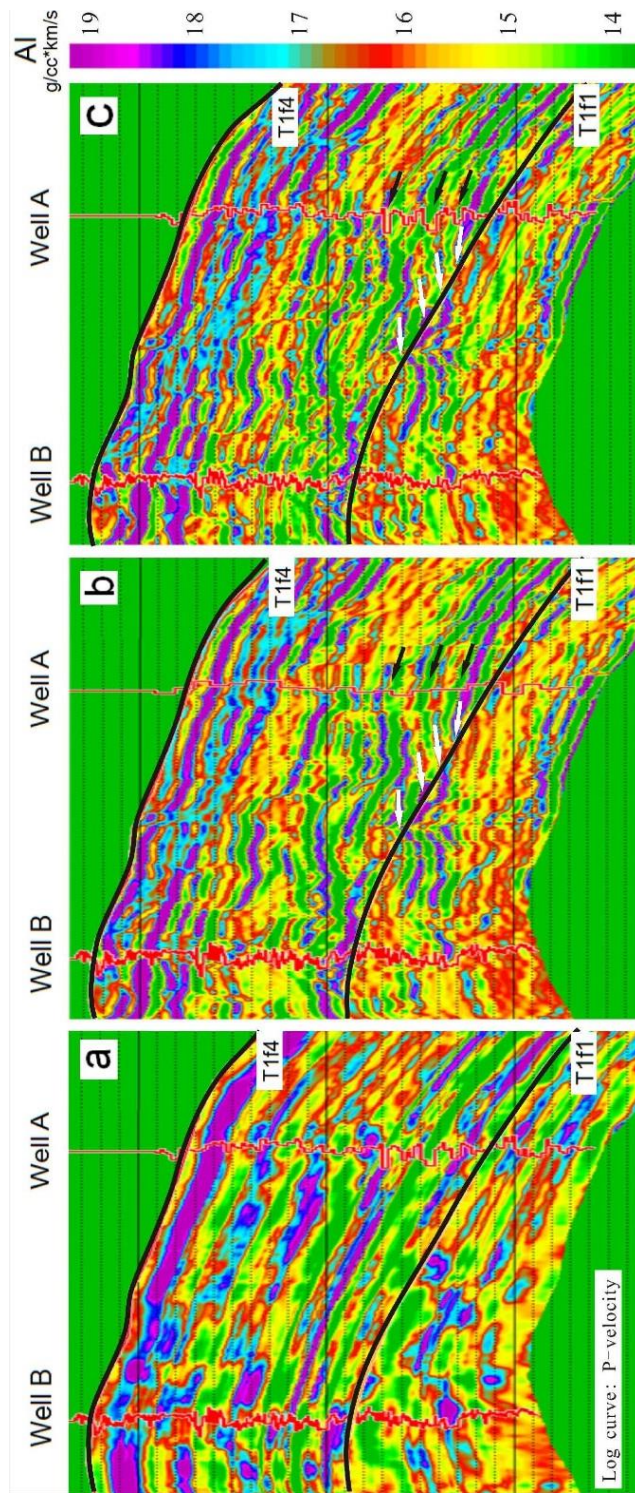 Well B
Well A
a
T1f4
T1f1
Log curve: P-velocity
Well B
Well A
b
T1f4
T1f1
Well B
Well A
c
T1f4
T1f1
AI
g/cc*km/s
19
18
17
16
15
14